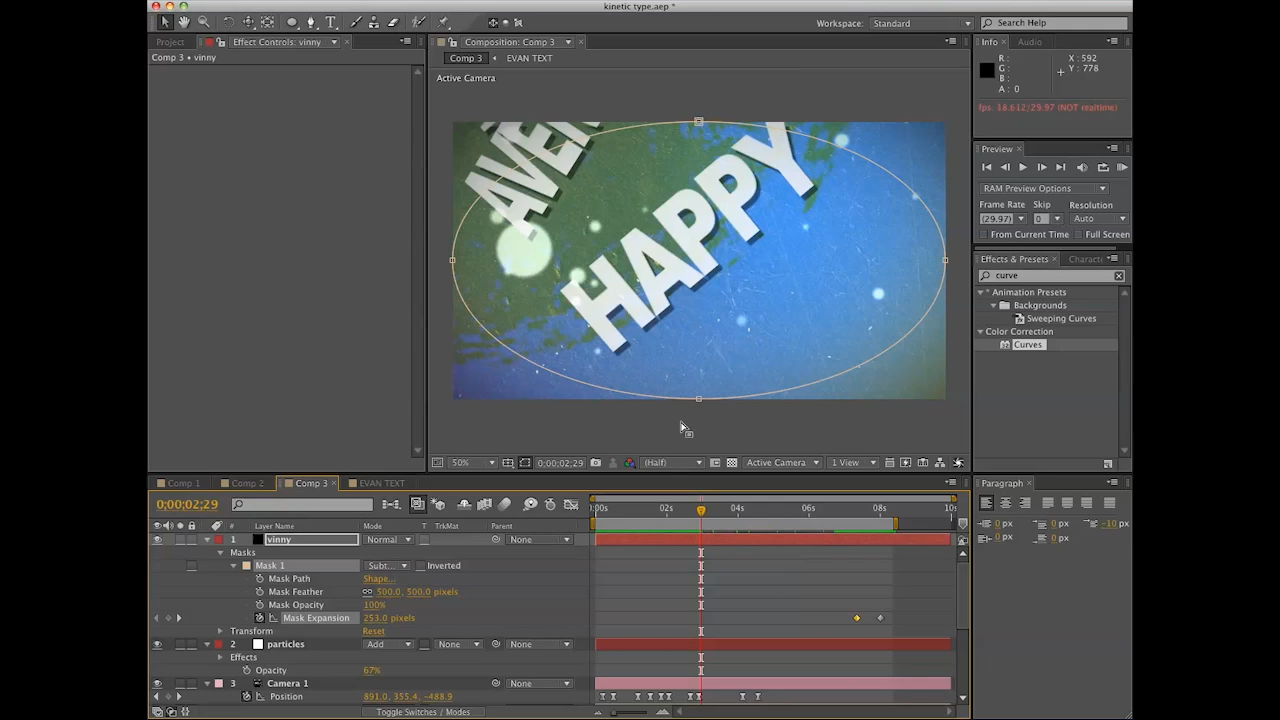 kinetic type.aep *
Workspace: Standard
Search Help
Project
Effect Controls: vinny
Comp 3 • vinny
Composition: Comp 3
Comp 3
EVAN TEXT
Active Camera
AVEN
HAPPY
50%
0;00;02;29
(Half)
Active Camera
1 View
Info
Audio
R :
G :
B :
A : 0
X : 592
Y : 778
fps: 18.612/29.97 (NOT realtime)
Preview
RAM Preview Options
Frame Rate
Skip
Resolution
(29.97)
0
Auto
From Current Time
Full Screen
Effects & Presets
Characte
curve
* Animation Presets
Backgrounds
Sweeping Curves
Color Correction
Curves
Comp 1
Comp 2
Comp 3
EVAN TEXT
0;00;02;29
:00s
02s
04s
06s
08s
10s
#
Layer Name
Mode
T
TrkMat
Parent
1
vinny
Normal
None
Masks
Mask 1
Subt...
Inverted
Mask Path
Shape...
Mask Feather
500.0, 500.0 pixels
Mask Opacity
100%
Mask Expansion
253.0 pixels
Transform
Reset
2
particles
Add
None
None
Effects
Opacity
67%
3
Camera 1
None
Position
891.0, 355.4, -488.9
Toggle Switches / Modes
Paragraph
0 px
0 px
-10 px
0 px
0 px